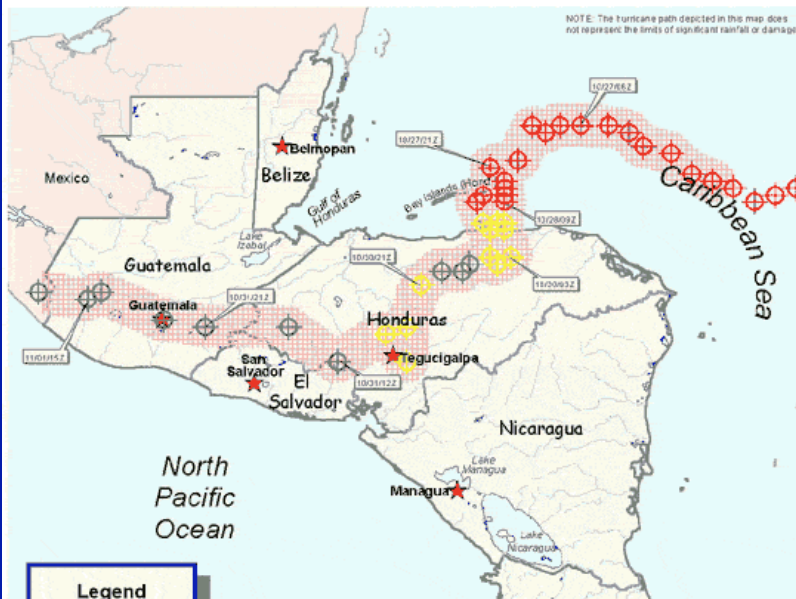 NOTE: The hurricane path depicted in this map does
not represent the limits of significant rainfall or damage
10/27/06Z
10/27/21Z
Belmopan
Belize
Mexico
Gulf of
Honduras
Bay Islands (Hond
Caribbean Sea
10/28/09Z
Lake
Izabal
Guatemala
10/30/21Z
10/30/03Z
10/31/21Z
Guatemala
Honduras
11/01/15Z
Tegucigalpa
San
Salvador
El
Salvador
10/31/12Z
Nicaragua
Lake
Managua
Managua
North
Pacific
Ocean
Lake
Nicaragua
Legend